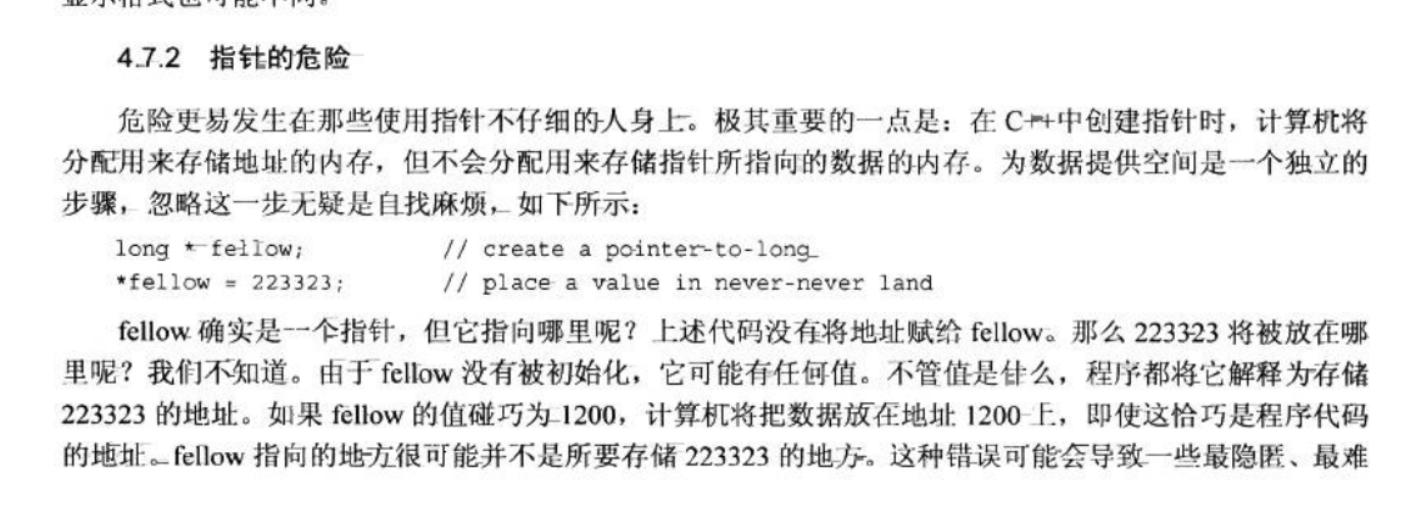 4.7.2 指针的危险
危险更易发生在那些使用指针不仔细的人身上。极其重要的一点是：在 C++中创建指针时，计算机将
分配用来存储地址的内存，但不会分配用来存储指针所指向的数据的内存。为数据提供空间是一个独立的
步骤，忽略这一步无疑是自找麻烦，如下所示：
long * fellow; // create a pointer-to-long
*fellow = 223323; // place a value in never-never land
fellow 确实是一个指针，但它指向哪里呢？上述代码没有将地址赋给 fellow。那么 223323 将被放在哪
里呢？我们不知道。由于 fellow 没有被初始化，它可能有任何值。不管值是什么，程序都将它解释为存储
223323 的地址。如果 fellow 的值碰巧为 1200，计算机将把数据放在地址 1200 上，即使这恰巧是程序代码
的地址。fellow 指向的地方很可能并不是所要存储 223323 的地方。这种错误可能会导致一些最隐匿、最难